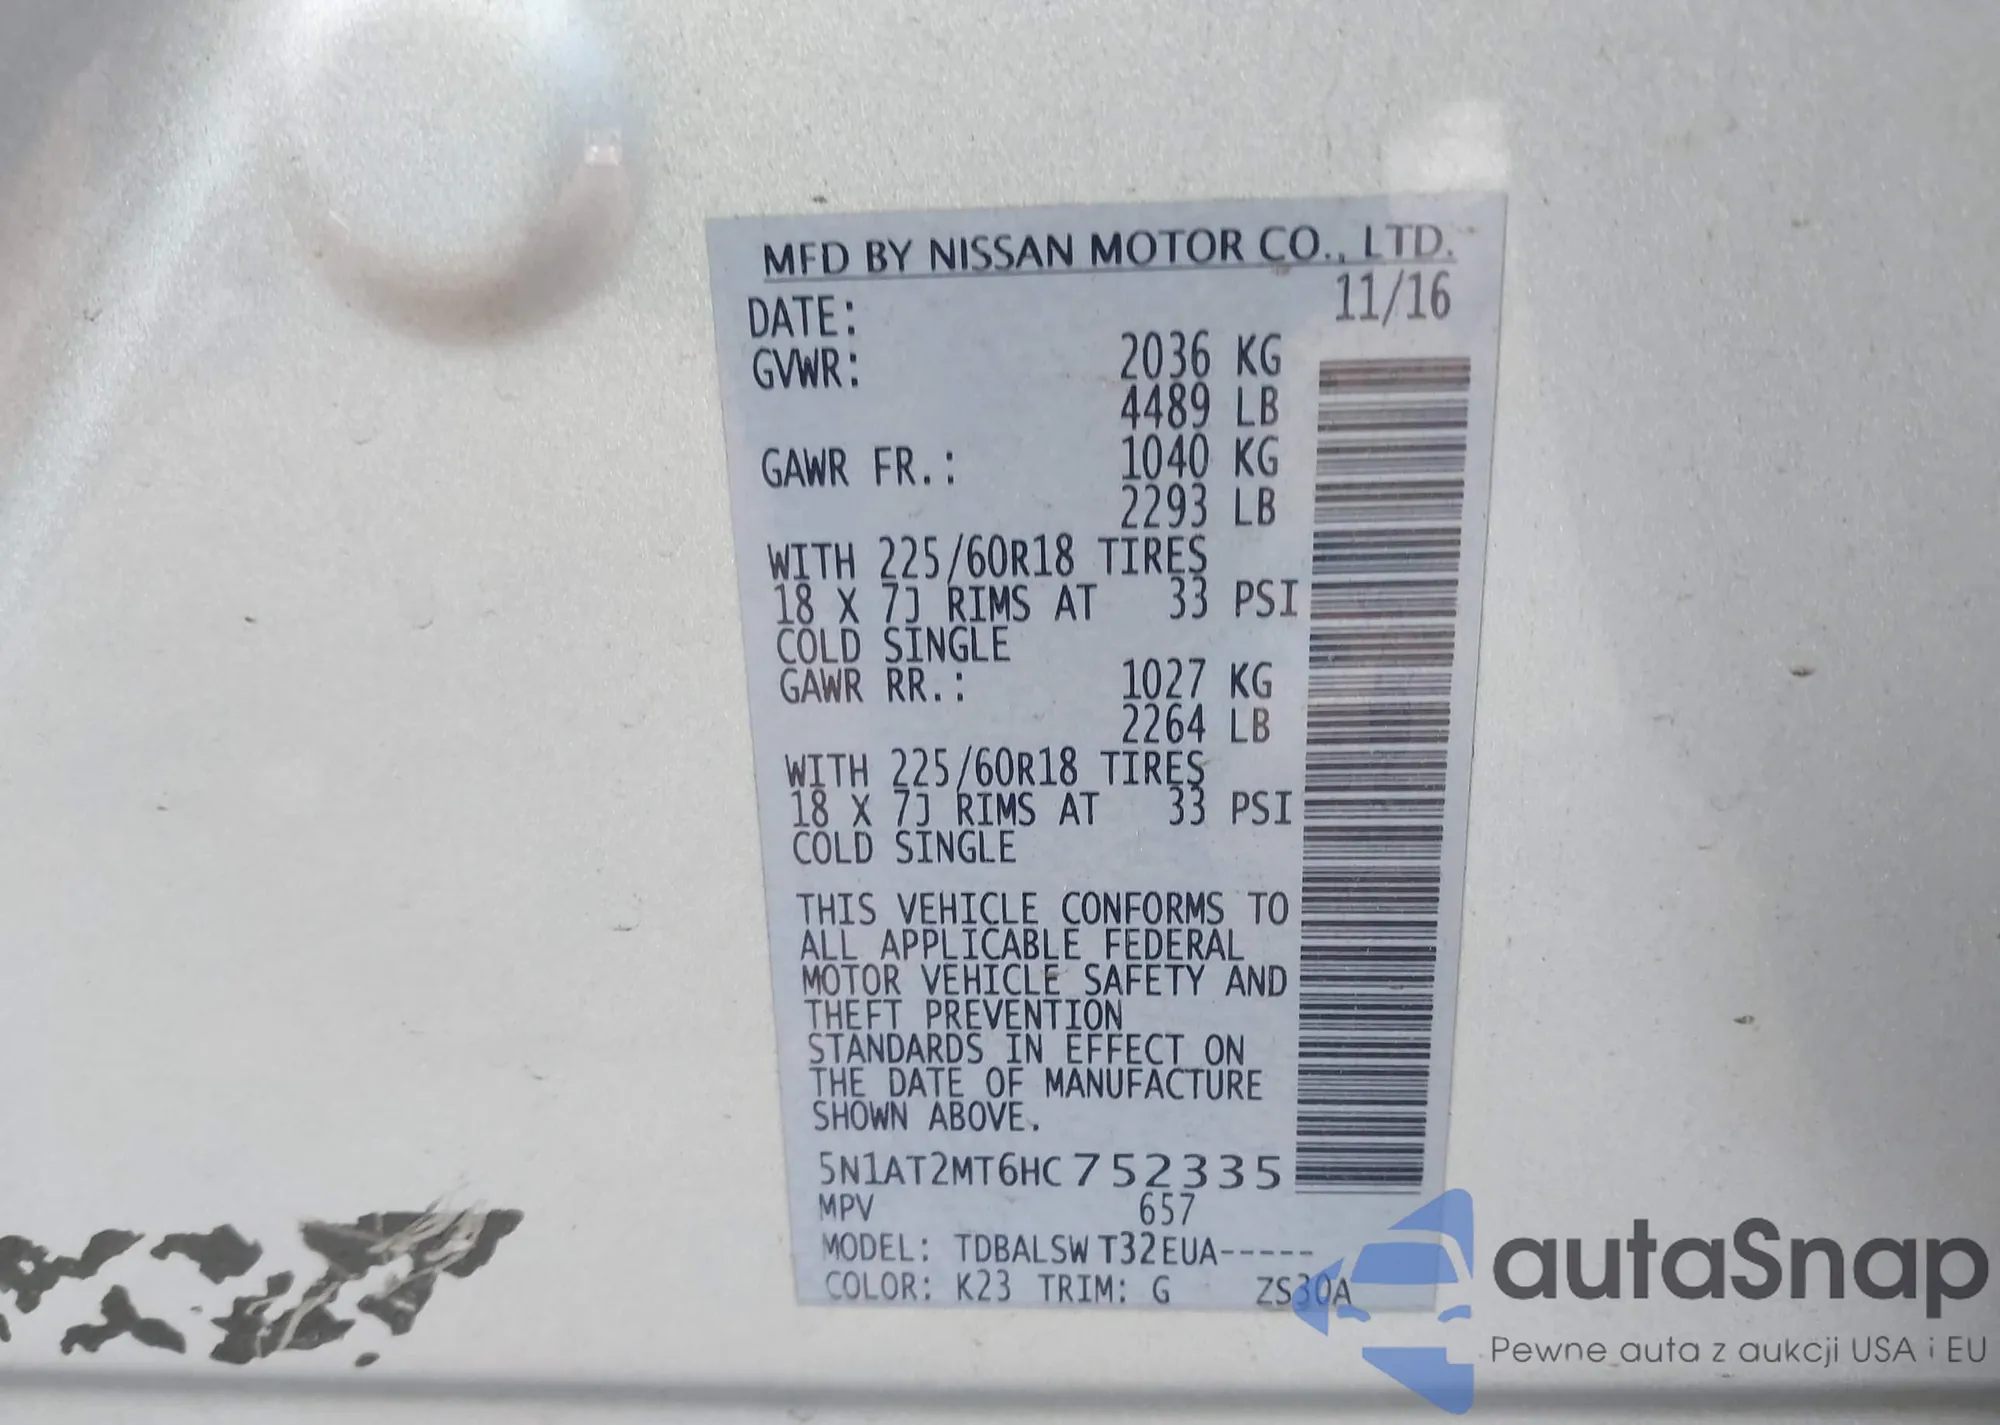 MFD BY NISSAN MOTOR CO., LTD.
DATE: 11/16
GVWR: 2036 KG
4489 LB
GAWR FR.: 1040 KG
2293 LB
WITH 225/60R18 TIRES
18 X 7J RIMS AT 33 PSI
COLD SINGLE
GAWR RR.: 1027 KG
2264 LB
WITH 225/60R18 TIRES
18 X 7J RIMS AT 33 PSI
COLD SINGLE
THIS VEHICLE CONFORMS TO
ALL APPLICABLE FEDERAL
MOTOR VEHICLE SAFETY AND
THEFT PREVENTION
STANDARDS IN EFFECT ON
THE DATE OF MANUFACTURE
SHOWN ABOVE.
5N1AT2MT6HC752335
MPV 657
MODEL: TDBALSW T32EUA-----
COLOR: K23 TRIM: G ZS30A
autaSnap
Pewne auta z aukcji USA i EU